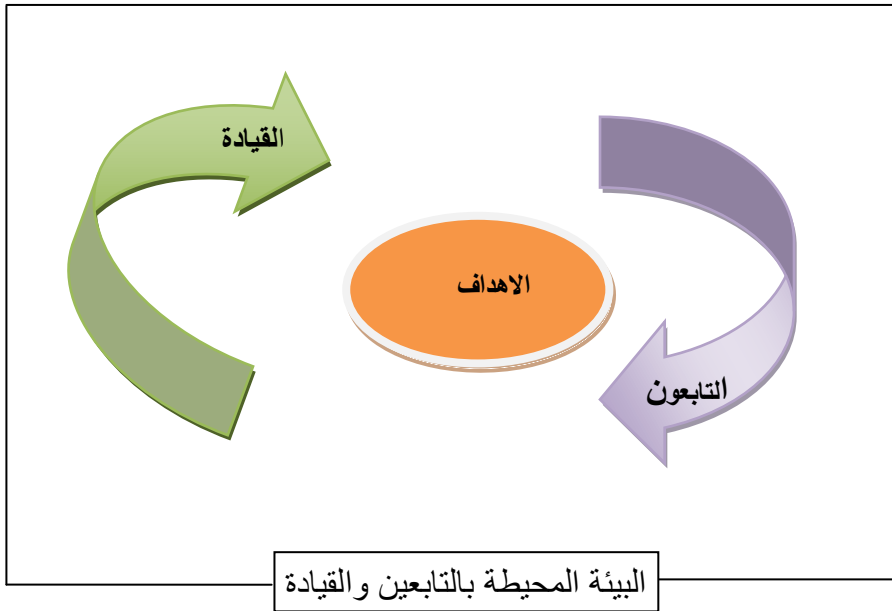 القيادة
الاهداف
التابعون
البيئة المحيطة بالتابعين والقيادة